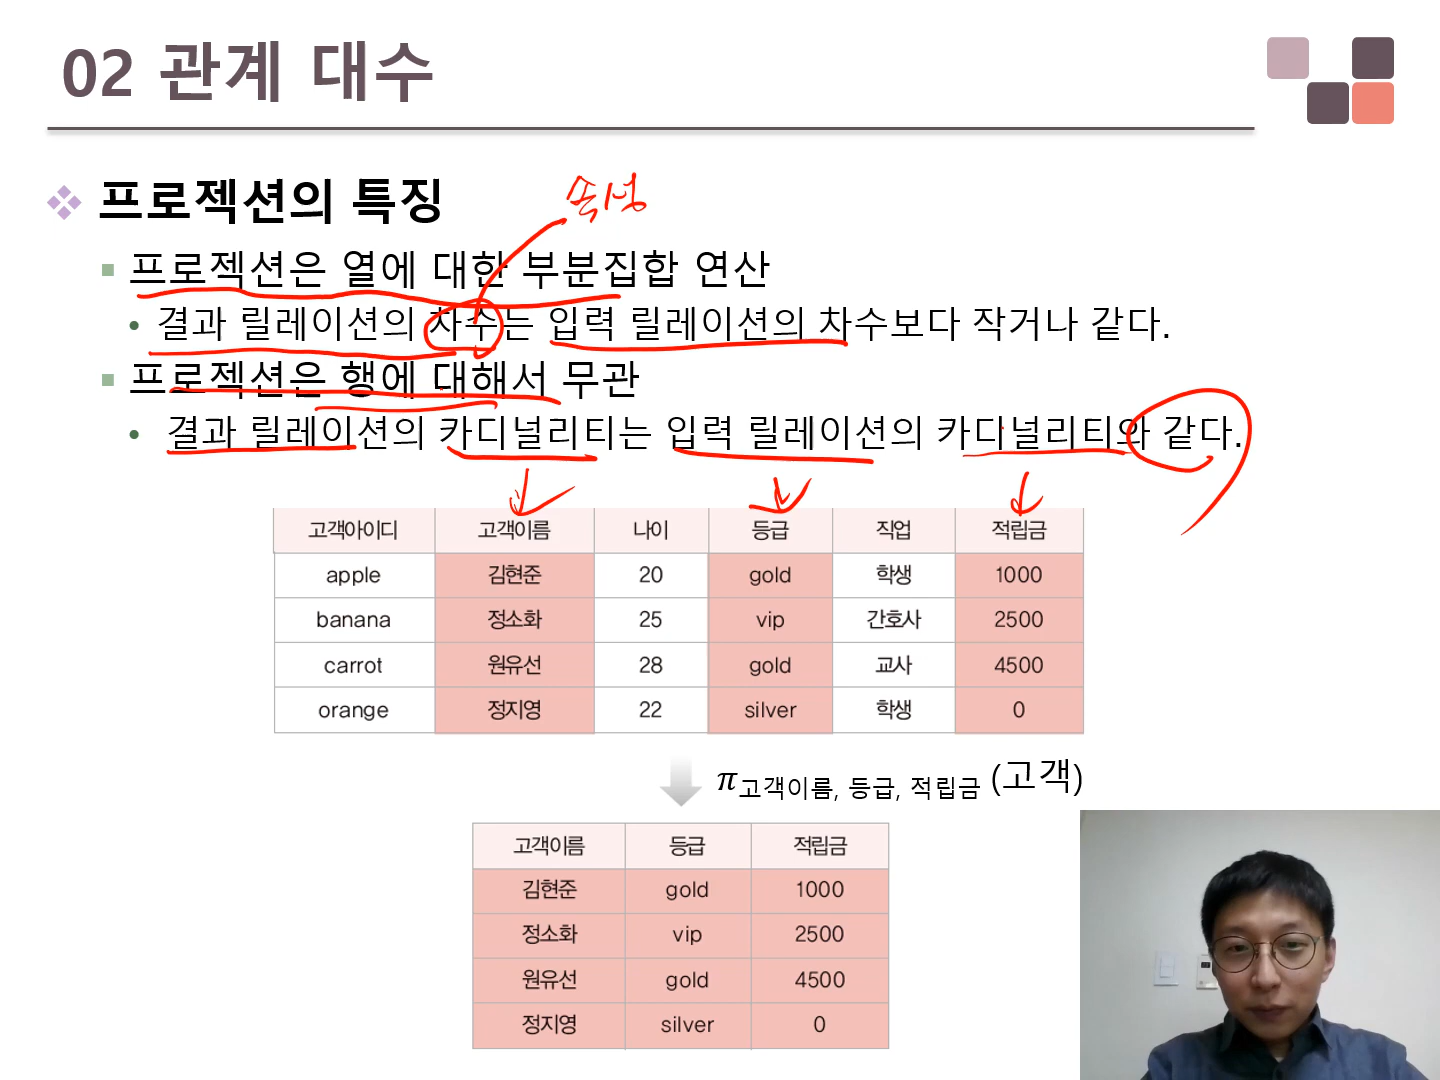 02 관계 대수
프로젝션의 특징
속성
프로젝션은 열에 대한 부분집합 연산
결과 릴레이션의 차수는 입력 릴레이션의 차수보다 작거나 같다.
프로젝션은 행에 대해서 무관
결과 릴레이션의 카디널리티는 입력 릴레이션의 카디널리티와 같다.
고객아이디 고객이름 나이 등급 직업 적립금
apple 김현준 20 gold 학생 1000
banana 정소화 25 vip 간호사 2500
carrot 원유선 28 gold 교사 4500
orange 정지영 22 silver 학생 0
π고객이름, 등급, 적립금 (고객)
고객이름 등급 적립금
김현준 gold 1000
정소화 vip 2500
원유선 gold 4500
정지영 silver 0